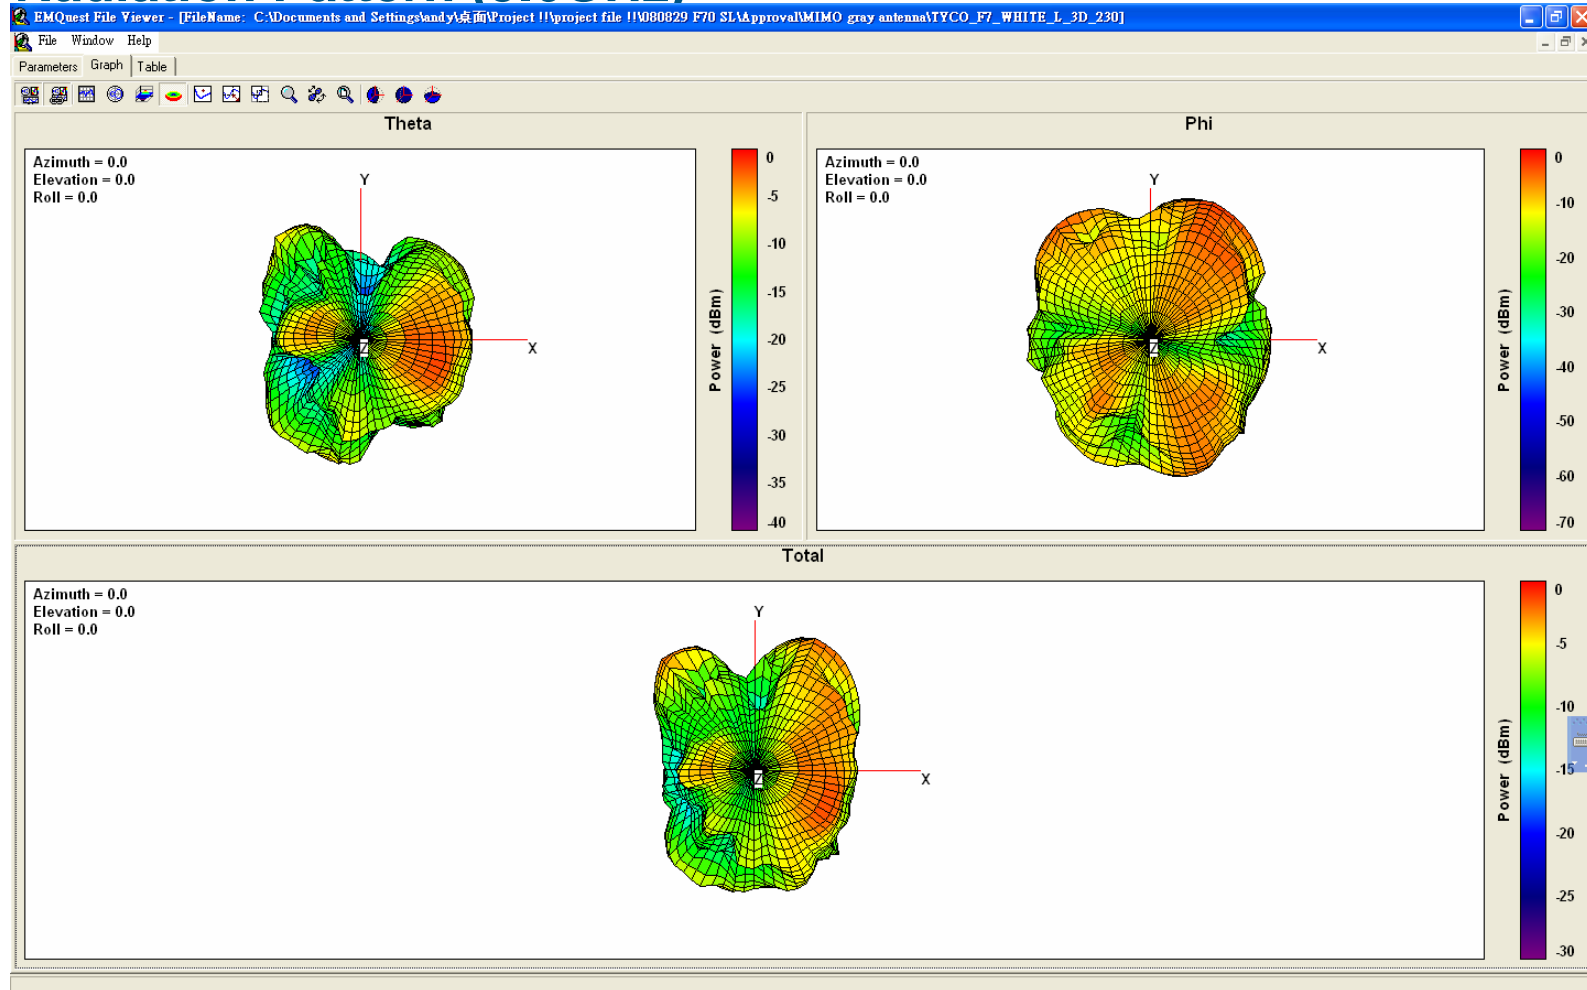 EMQuest File Viewer - [FileName: C:\Documents and Settings\andy\桌面\Project !!\project file !!\080829 F70 SL\Approval\MIMO gray antenna\TYCO_F7_WHITE_L_3D_230]
File Window Help
Parameters Graph Table
Theta
Azimuth = 0.0
Elevation = 0.0
Roll = 0.0
Y
X
Z
0
-5
-10
-15
-20
-25
-30
-35
-40
Power (dBm)
Phi
Azimuth = 0.0
Elevation = 0.0
Roll = 0.0
Y
X
Z
0
-10
-20
-30
-40
-50
-60
-70
Power (dBm)
Total
Azimuth = 0.0
Elevation = 0.0
Roll = 0.0
Y
X
Z
0
-5
-10
-15
-20
-25
-30
Power (dBm)